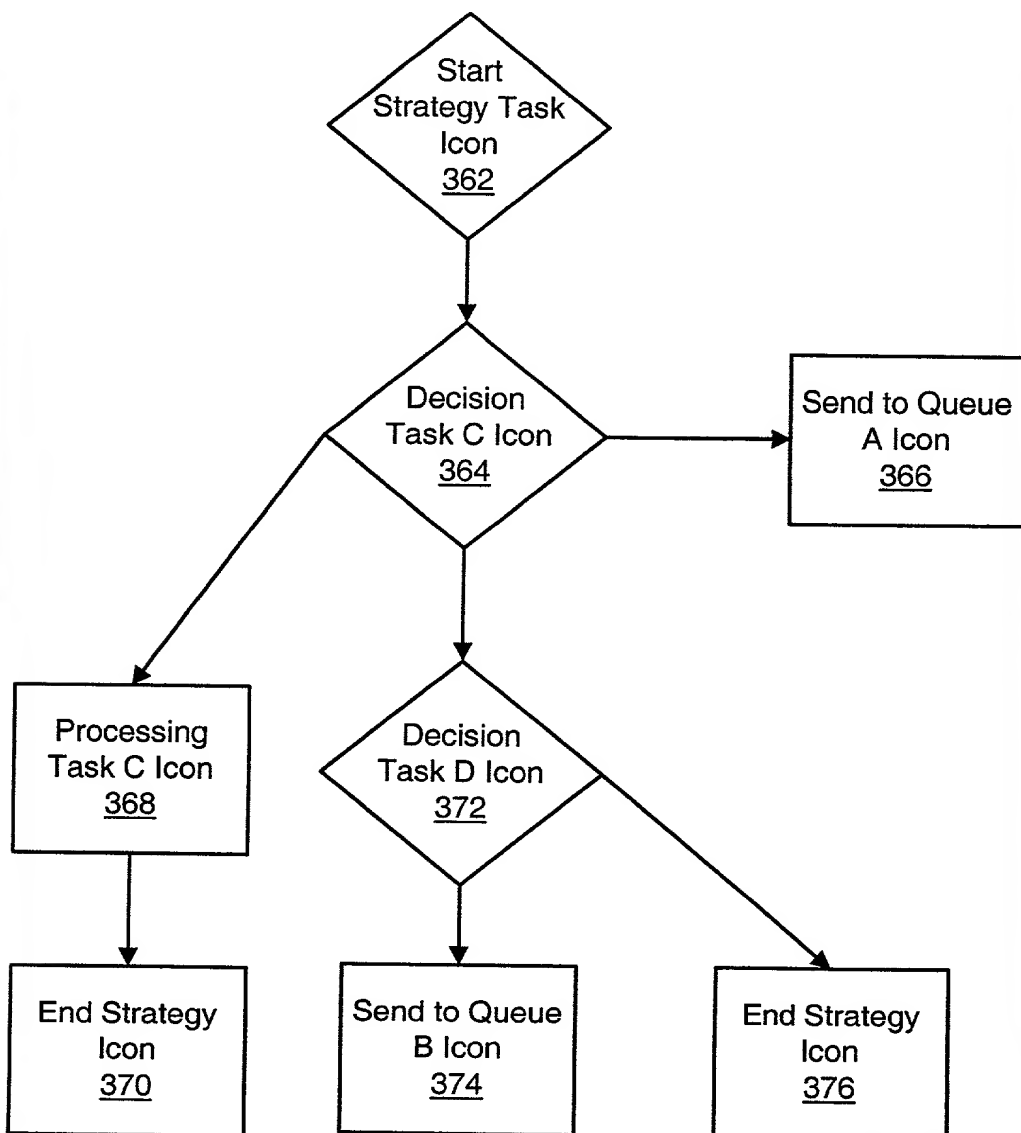 Start
Strategy Task
Icon
362
Decision
Task C Icon
364
Send to Queue
A Icon
366
Processing
Task C Icon
368
Decision
Task D Icon
372
End Strategy
Icon
370
Send to Queue
B Icon
374
End Strategy
Icon
376